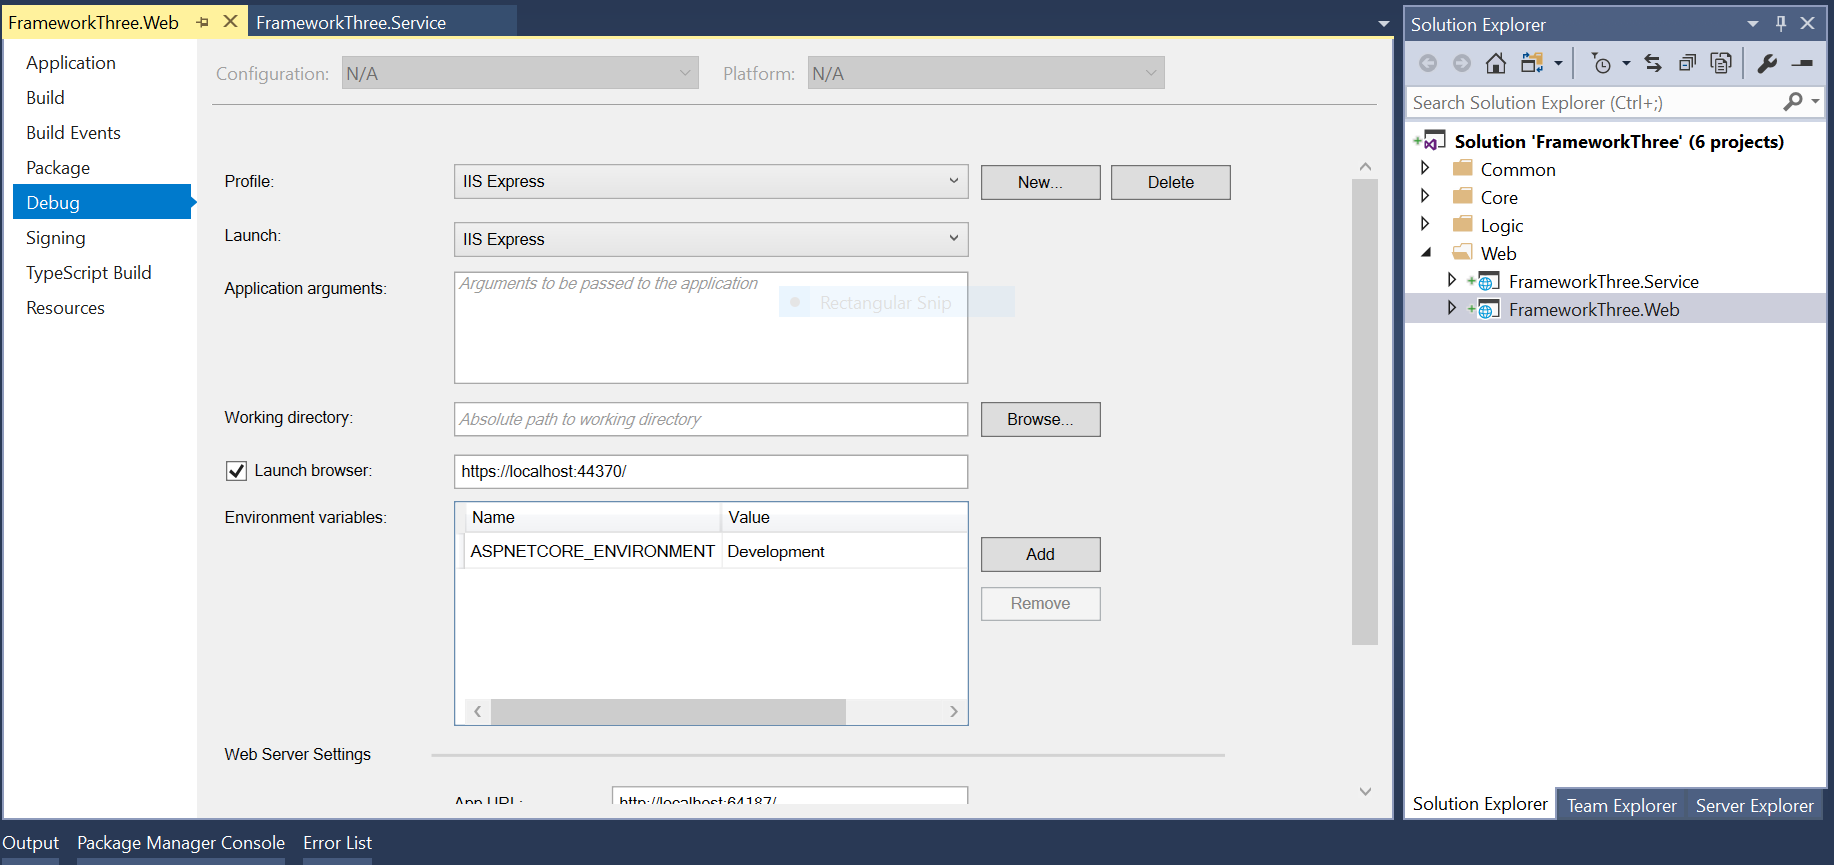 FrameworkThree.Web
FrameworkThree.Service
Application
Build
Build Events
Package
Debug
Signing
TypeScript Build
Resources
Configuration: N/A
Platform: N/A
Profile: IIS Express New... Delete
Launch: IIS Express
Application arguments: Arguments to be passed to the application
Rectangular Snip
Working directory: Absolute path to working directory Browse...
Launch browser: https://localhost:44370/
Environment variables: Name Value
ASPNETCORE_ENVIRONMENT Development
Add
Remove
Web Server Settings
App URL: http://localhost:64187/
Solution Explorer
Search Solution Explorer (Ctrl+;)
Solution 'FrameworkThree' (6 projects)
Common
Core
Logic
Web
FrameworkThree.Service
FrameworkThree.Web
Solution Explorer Team Explorer Server Explorer
Output Package Manager Console Error List